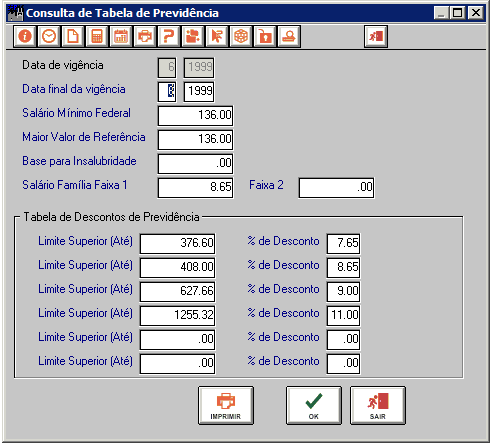 Consulta de Tabela de Previdência
Data de vigência 6 1999
Data final da vigência 1999
Salário Mínimo Federal 136.00
Maior Valor de Referência 136.00
Base para Insalubridade .00
Salário Família Faixa 1 8.65 Faixa 2 .00
Tabela de Descontos de Previdência
Limite Superior (Até) 376.60 % de Desconto 7.65
Limite Superior (Até) 408.00 % de Desconto 8.65
Limite Superior (Até) 627.66 % de Desconto 9.00
Limite Superior (Até) 1255.32 % de Desconto 11.00
Limite Superior (Até) .00 % de Desconto .00
Limite Superior (Até) .00 % de Desconto .00
IMPRIMIR OK SAIR